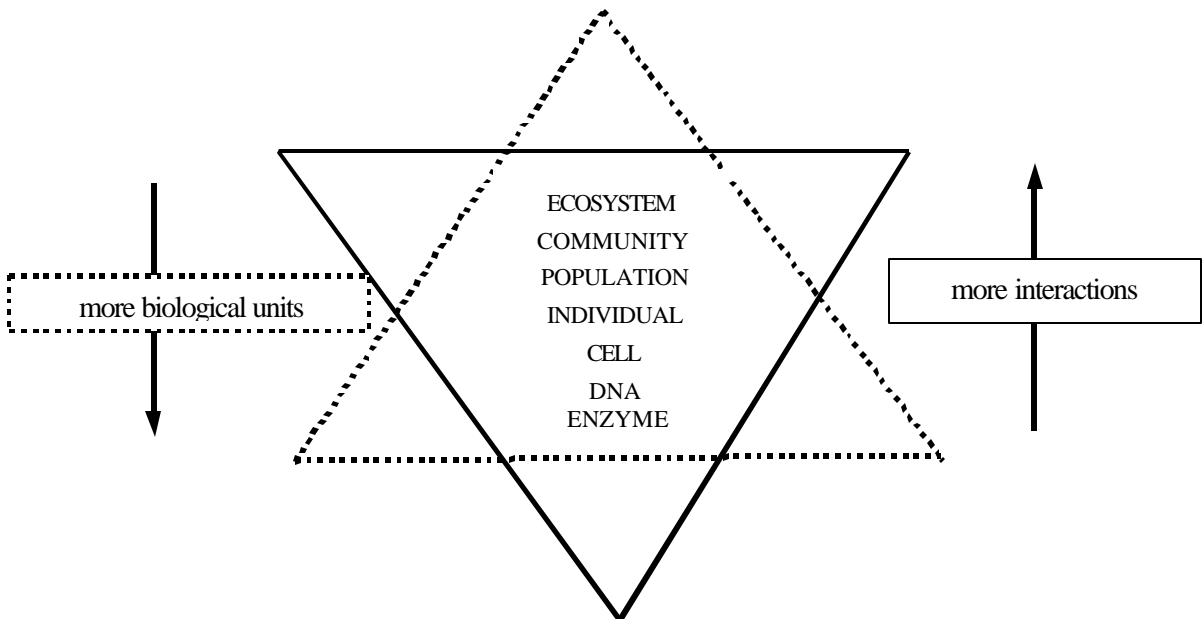 ECOSYSTEM
COMMUNITY
POPULATION
INDIVIDUAL
CELL
DNA
ENZYME
more biological units
more interactions